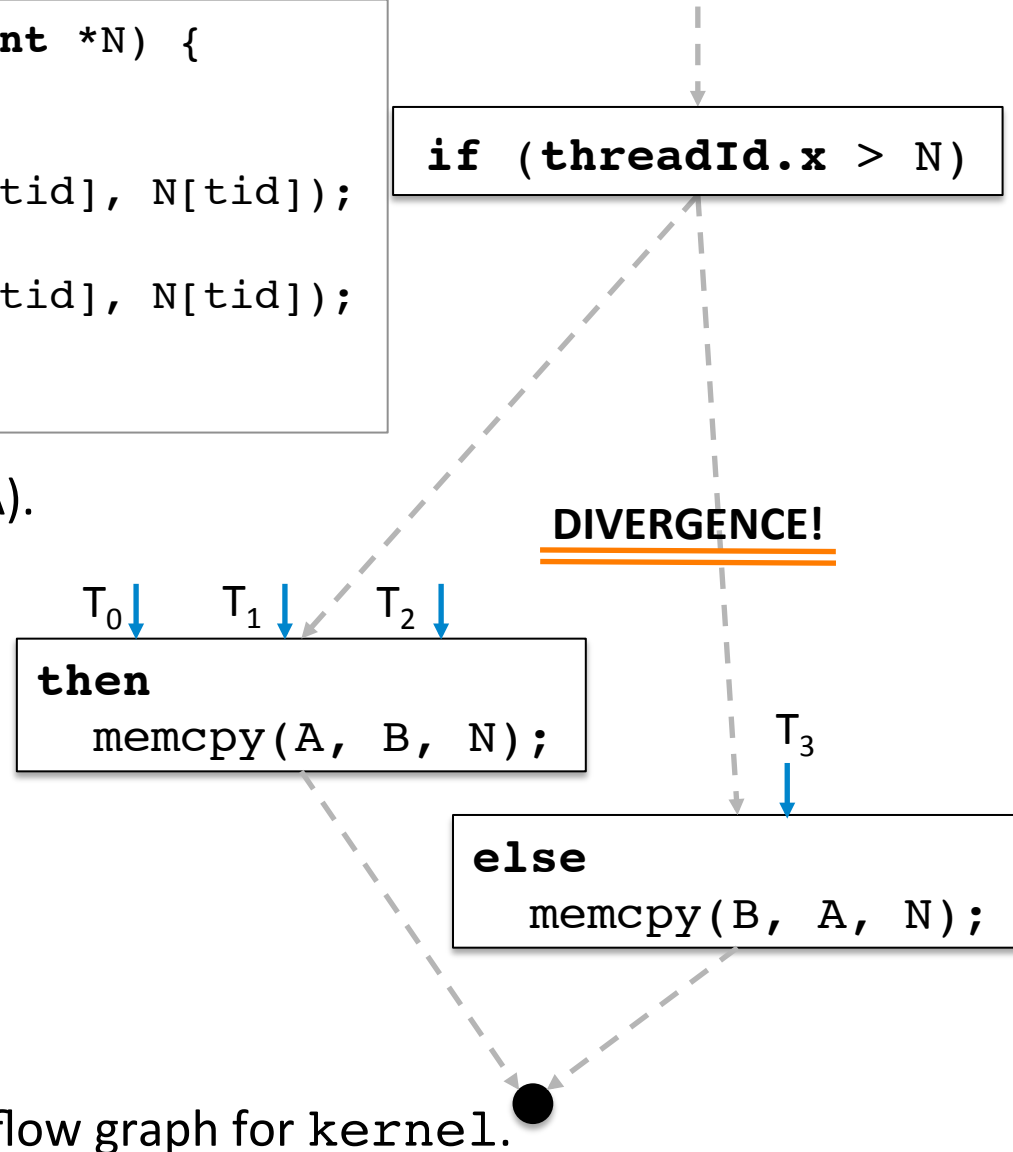 nt *N) {
tid], N[tid]);
tid], N[tid]);
if (threadId.x > N)
).
DIVERGENCE!
T0 T1 T2
then
memcpy(A, B, N);
T3
else
memcpy(B, A, N);
flow graph for kernel.